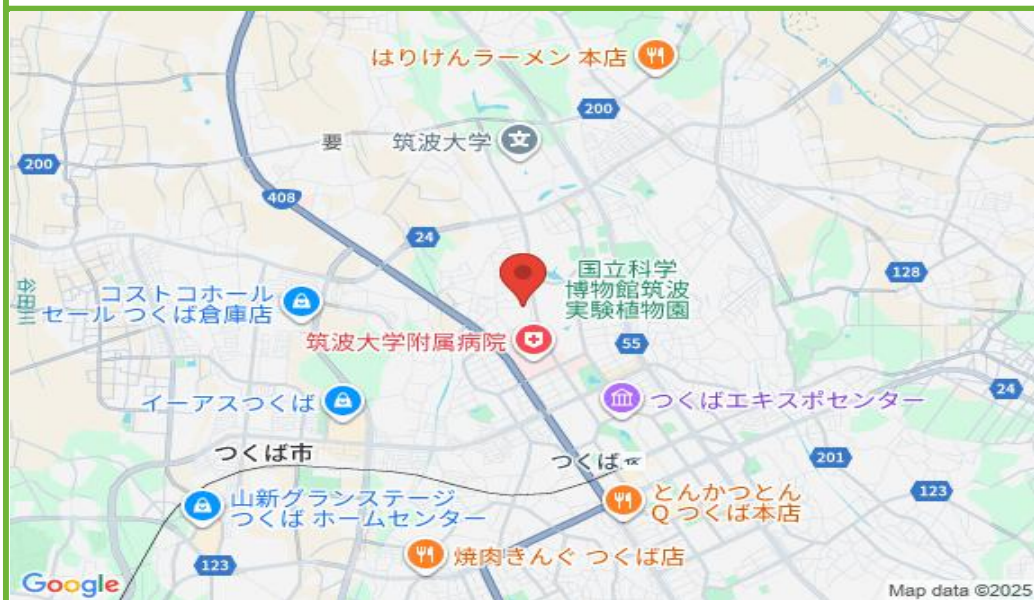 はりけんラーメン 本店
200
要
筑波大学
200
408
24
国立科学
博物館筑波
実験植物園
128
谷田川
コストコホール
セール つくば倉庫店
筑波大学附属病院
55
24
イーアスつくば
つくばエキスポセンター
つくば市
つくば
201
123
山新グランステージ
つくば ホームセンター
とんかつとん
Q つくば本店
焼肉きんぐ つくば店
123
Google
Map data ©2025